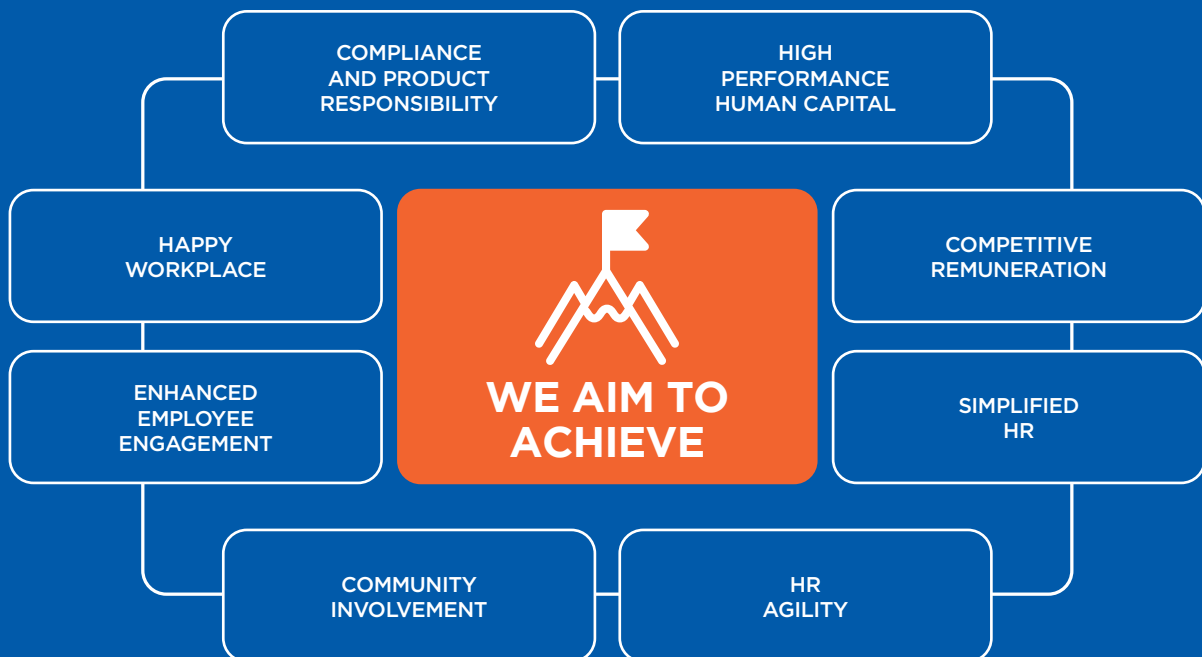 COMPLIANCE
AND PRODUCT
RESPONSIBILITY
HIGH
PERFORMANCE
HUMAN CAPITAL
HAPPY
WORKPLACE
COMPETITIVE
REMUNERATION
WE AIM TO
ACHIEVE
ENHANCED
EMPLOYEE
ENGAGEMENT
SIMPLIFIED
HR
COMMUNITY
INVOLVEMENT
HR
AGILITY